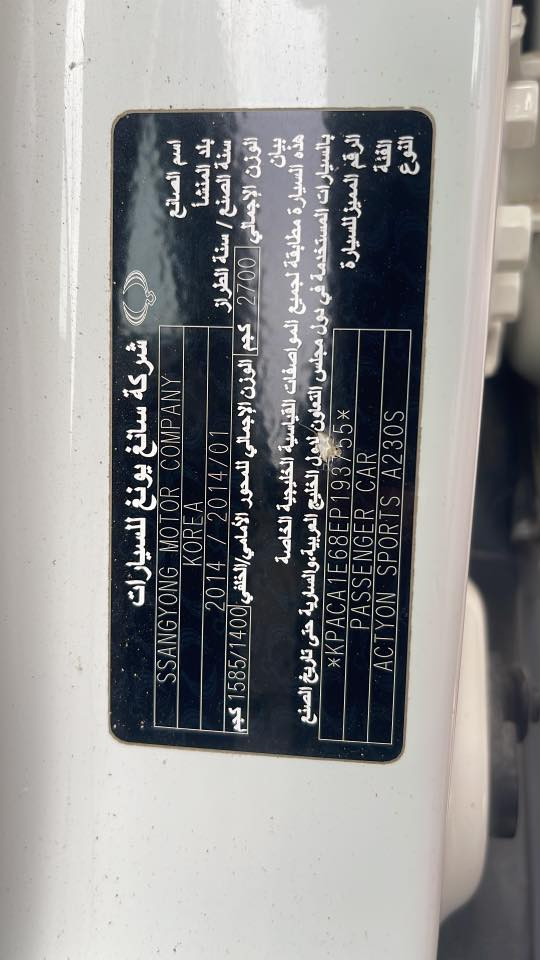 شركة سانغ يونغ للسيارات
اسم الصانع SSANGYONG MOTOR COMPANY
بلد المنشأ KOREA
سنة الصنع / سنة الطراز 2014 / 2014/01
الوزن الإجمالي 2700 كجم الوزن الإجمالي للمحور الأمامي/الخلفي 1585/1400 كجم
بيان
هذه السيارة مطابقة لجميع المواصفات القياسية الخليجية الخاصة
بالسيارات المستخدمة في دول مجلس التعاون لدول الخليج العربية،والسارية حتى تاريخ الصنع
الرقم المميز للسيارة
الفئة PASSENGER CAR
النوع ACTYON SPORTS A230S